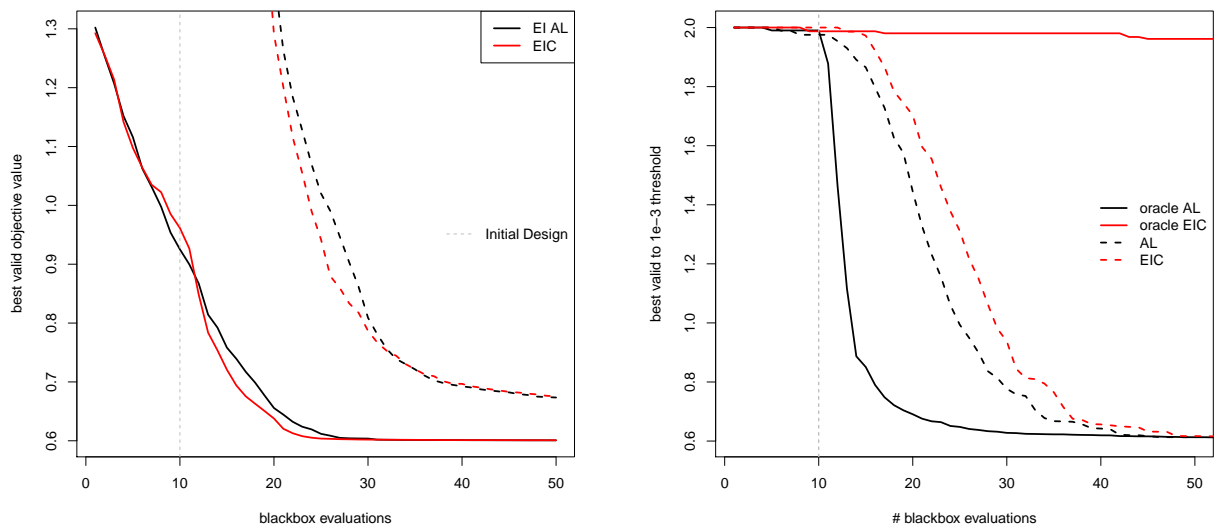 best valid objective value
1.3
1.2
1.1
1.0
0.9
0.8
0.7
0.6
0
10
20
30
40
50
blackbox evaluations
EI AL
EIC
Initial Design
best valid to 1e−3 threshold
2.0
1.8
1.6
1.4
1.2
1.0
0.8
0.6
0
10
20
30
40
50
# blackbox evaluations
oracle AL
oracle EIC
AL
EIC